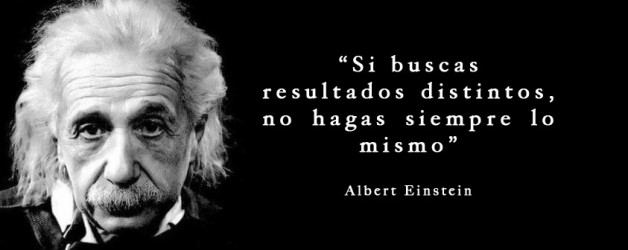 “Si buscas
resultados distintos,
no hagas siempre lo
mismo”
Albert Einstein